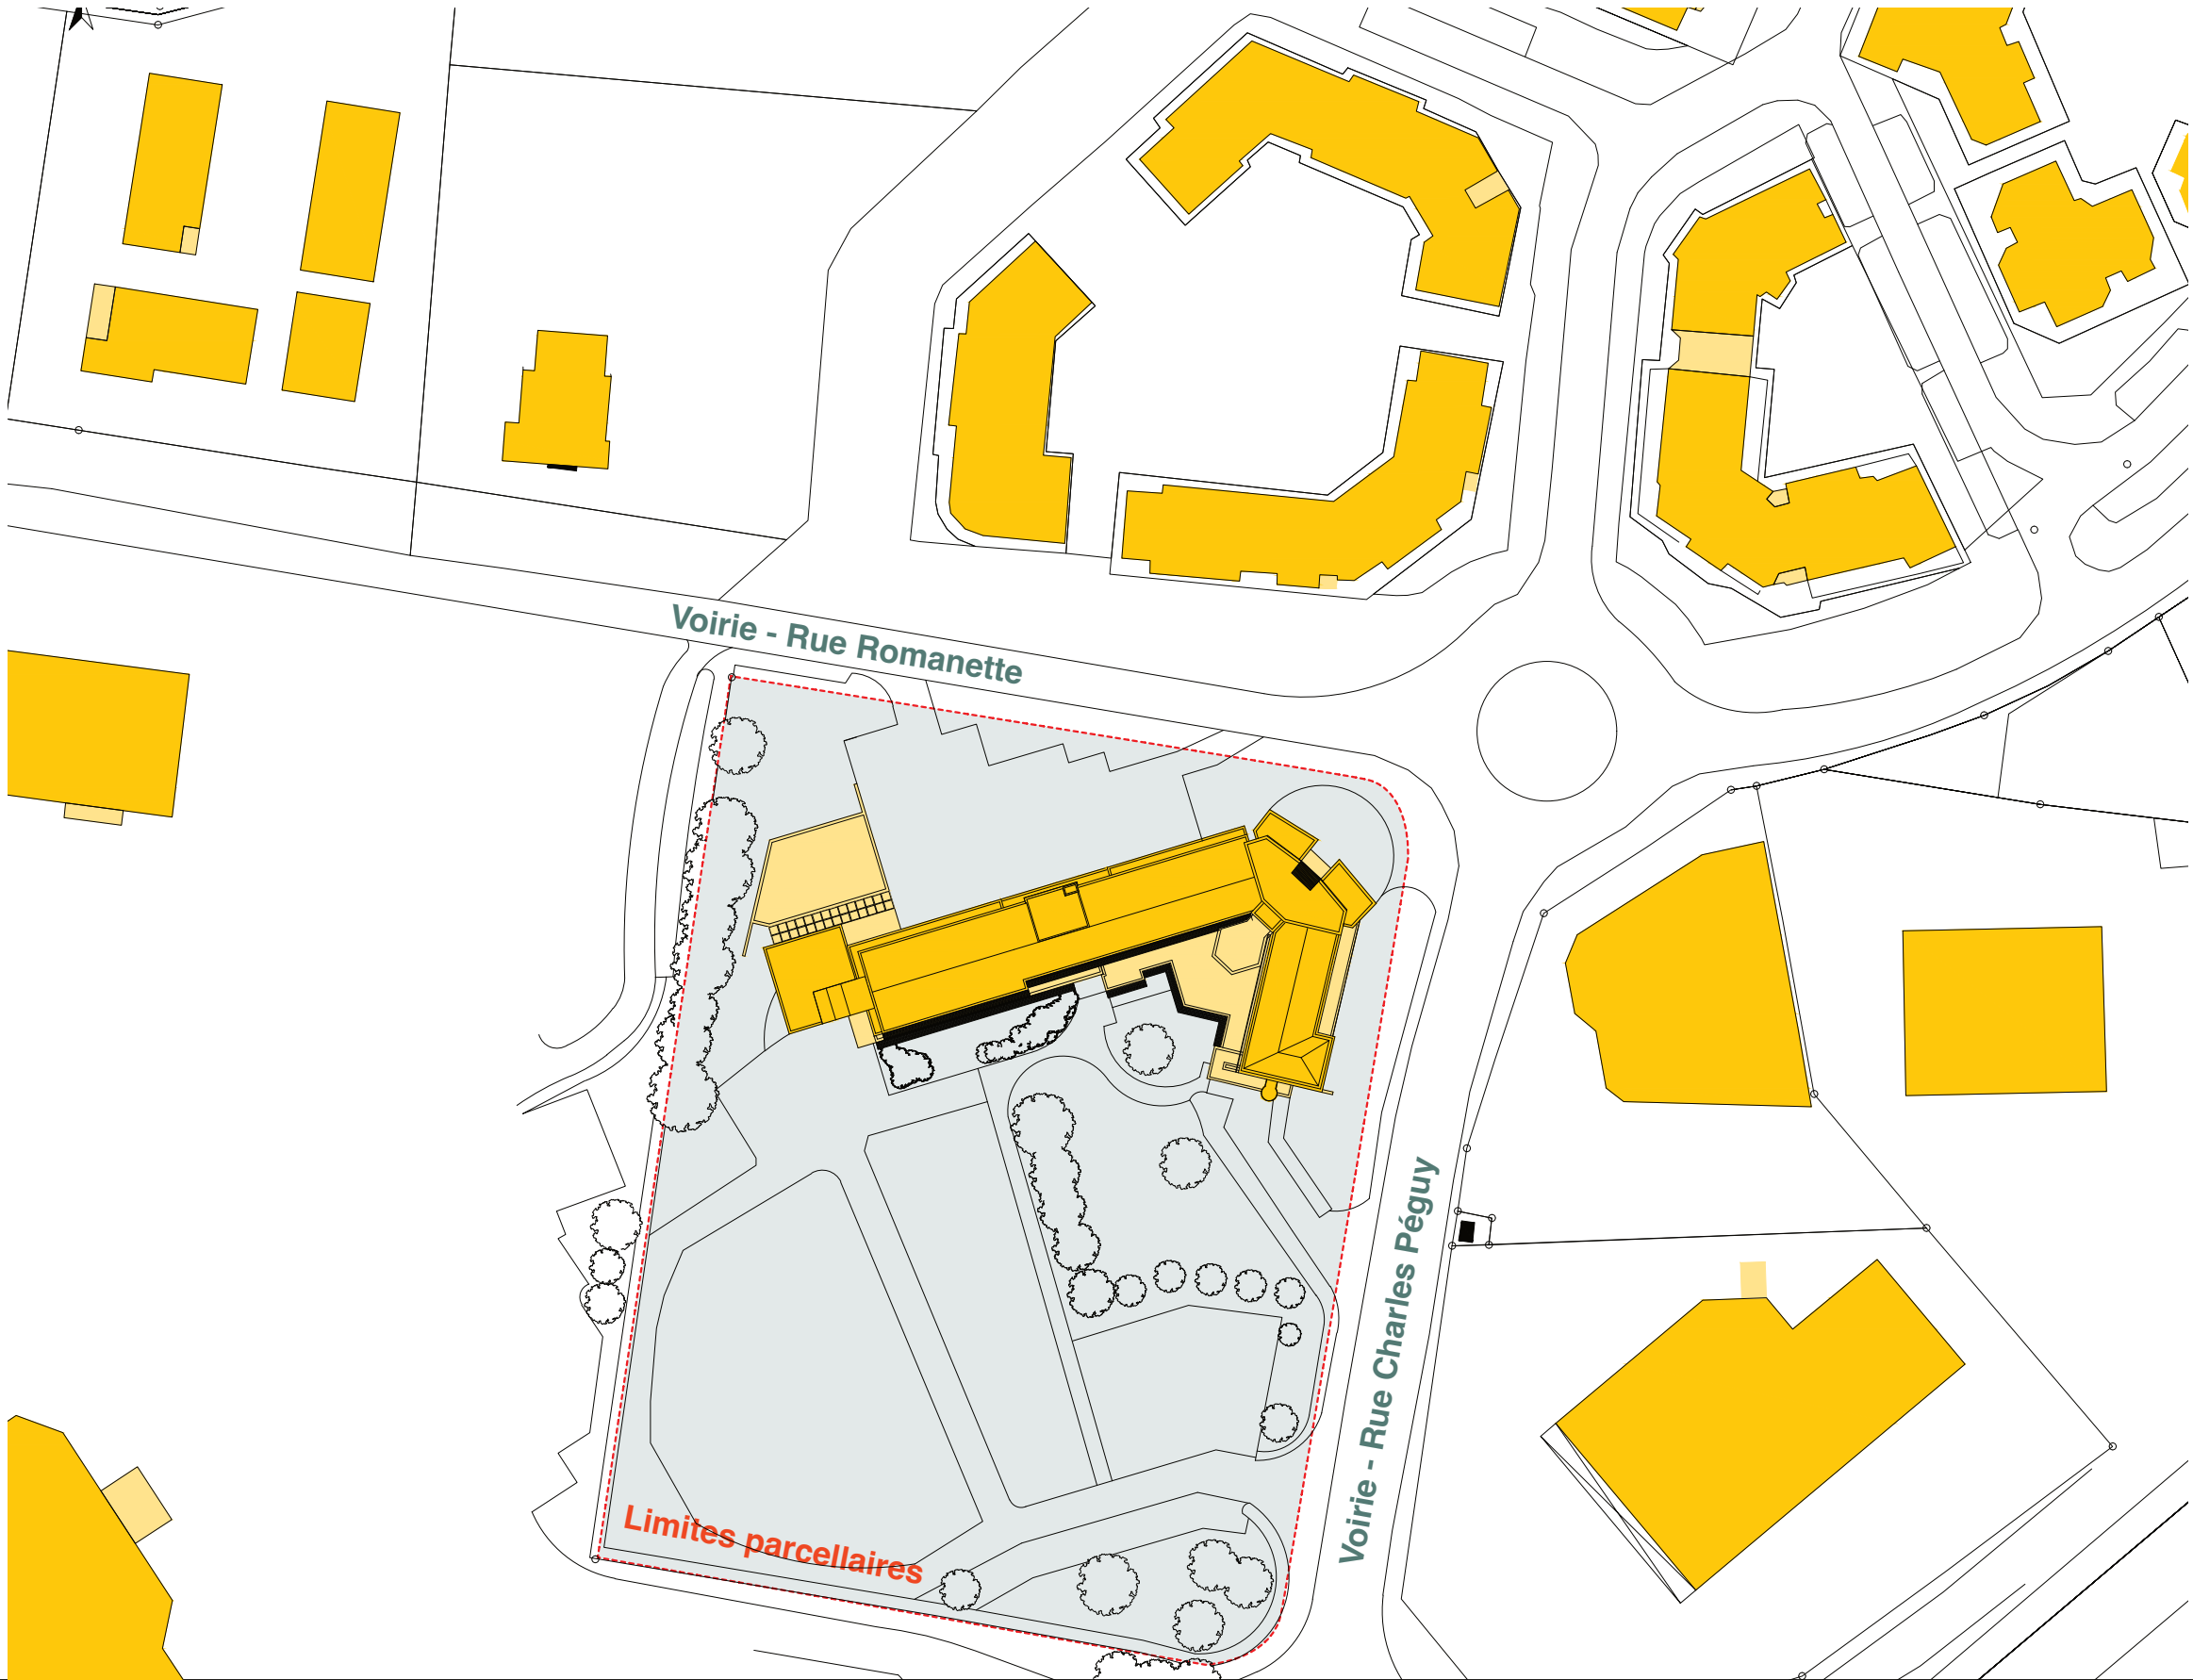 Voirie - Rue Romanette
Voirie - Rue Charles Péguy
Limites parcellaires